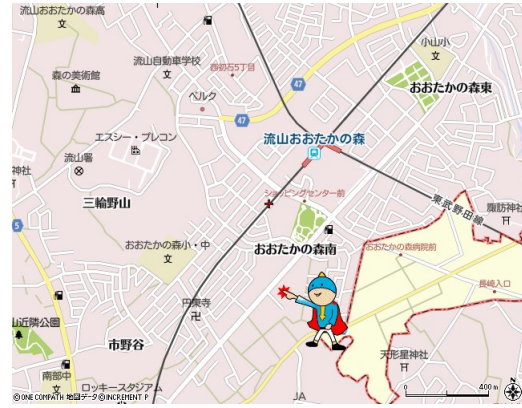 流山おおたかの森高
文
流山自動車学校
文
西初石5丁目
小山小
文
森の美術館
ベルク
47
47
おおたかの森東
エスシー・プレコン
流山おおたかの森
流山署
神社
三輪野山
ショッピングセンター前
東武野田線
諏訪神社
5
おおたかの森小・中
文
おおたかの森南
おおたかの森病院前
長崎入口
円東寺
山近隣公園
市野谷
天形星神社
南部中
文
ロッキースタジアム
JA
0
400m
©ONE COMPATH 地図データ©INCREMENT P